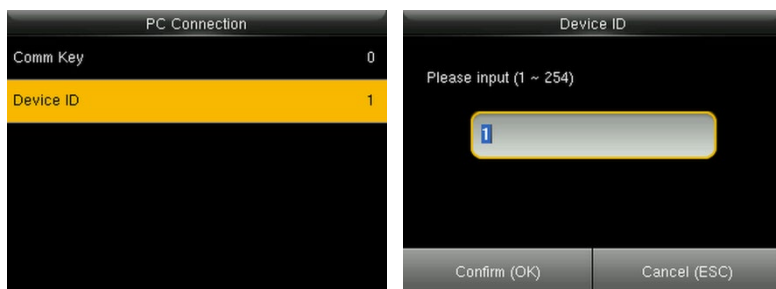 PC Connection
Comm Key 0
Device ID 1
Device ID
Please input (1 ~ 254)
1
Confirm (OK) Cancel (ESC)